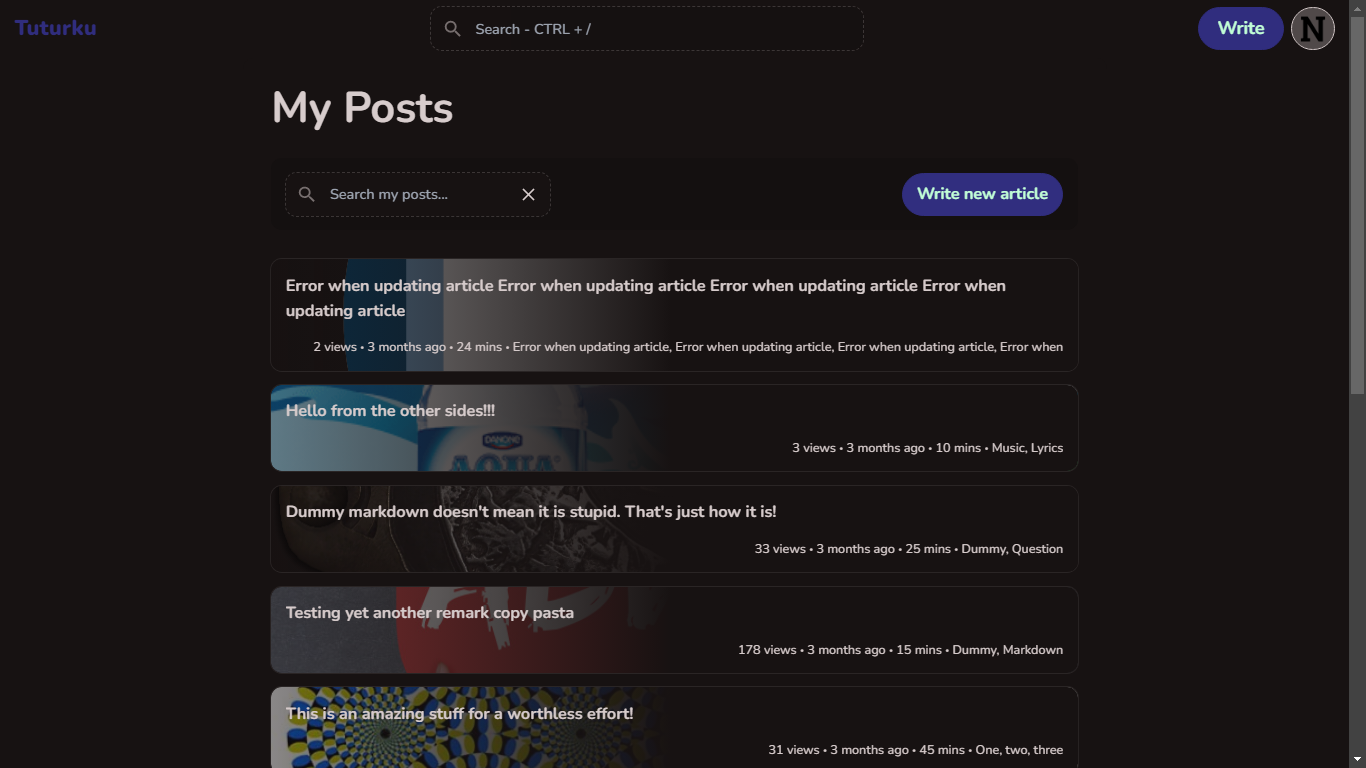 Tuturku
Search - CTRL + /
Write
N
My Posts
Search my posts...
Write new article
Error when updating article Error when updating article Error when updating article Error when
updating article
2 views • 3 months ago • 24 mins • Error when updating article, Error when updating article, Error when updating article, Error when
Hello from the other sides!!!
DANONE
AQUA
3 views • 3 months ago • 10 mins • Music, Lyrics
Dummy markdown doesn't mean it is stupid. That's just how it is!
33 views • 3 months ago • 25 mins • Dummy, Question
Testing yet another remark copy pasta
178 views • 3 months ago • 15 mins • Dummy, Markdown
This is an amazing stuff for a worthless effort!
31 views • 3 months ago • 45 mins • One, two, three